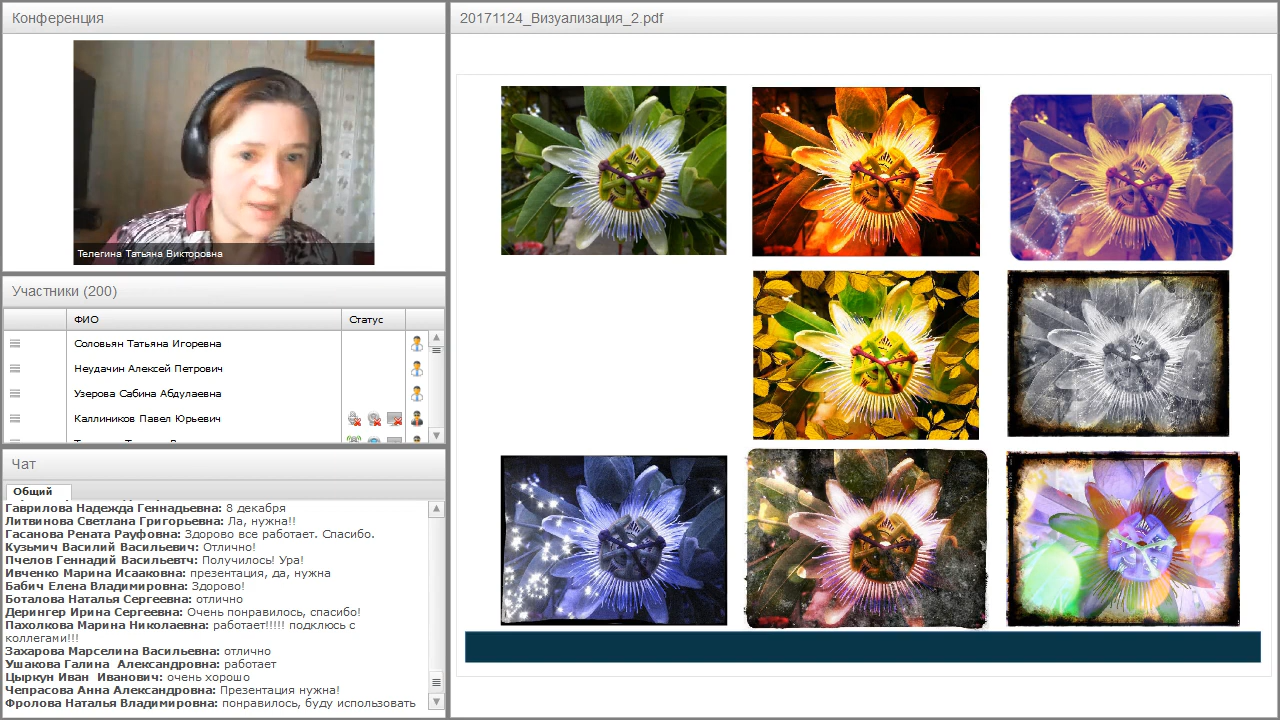 Конференция
Телегина Татьяна Викторовна
Участники (200)
ФИО Статус
Соловьян Татьяна Игоревна
Неудачин Алексей Петрович
Узерова Сабина Абдулаевна
Каллиников Павел Юрьевич
Чат
Общий
Гаврилова Надежда Геннадьевна: 8 декабря
Литвинова Светлана Григорьевна: Ла, нужна!!
Гасанова Рената Рауфовна: Здорово все работает. Спасибо.
Кузьмич Василий Васильевич: Отлично!
Пчелов Геннадий Васильевтч: Получилось! Ура!
Ивченко Марина Исааковна: презентация, да, нужна
Бабич Елена Владимировна: Здорово!
Боталова Наталья Сергеевна: отлично
Дерингер Ирина Сергеевна: Очень понравилось, спасибо!
Пахолкова Марина Николаевна: работает!!!!! подклюсь с
коллегами!!!
Захарова Марселина Васильевна: отлично
Ушакова Галина Александровна: работает
Цыркун Иван Иванович: очень хорошо
Чепрасова Анна Александровна: Презентация нужна!
Фролова Наталья Владимировна: понравилось, буду использовать
20171124_Визуализация_2.pdf